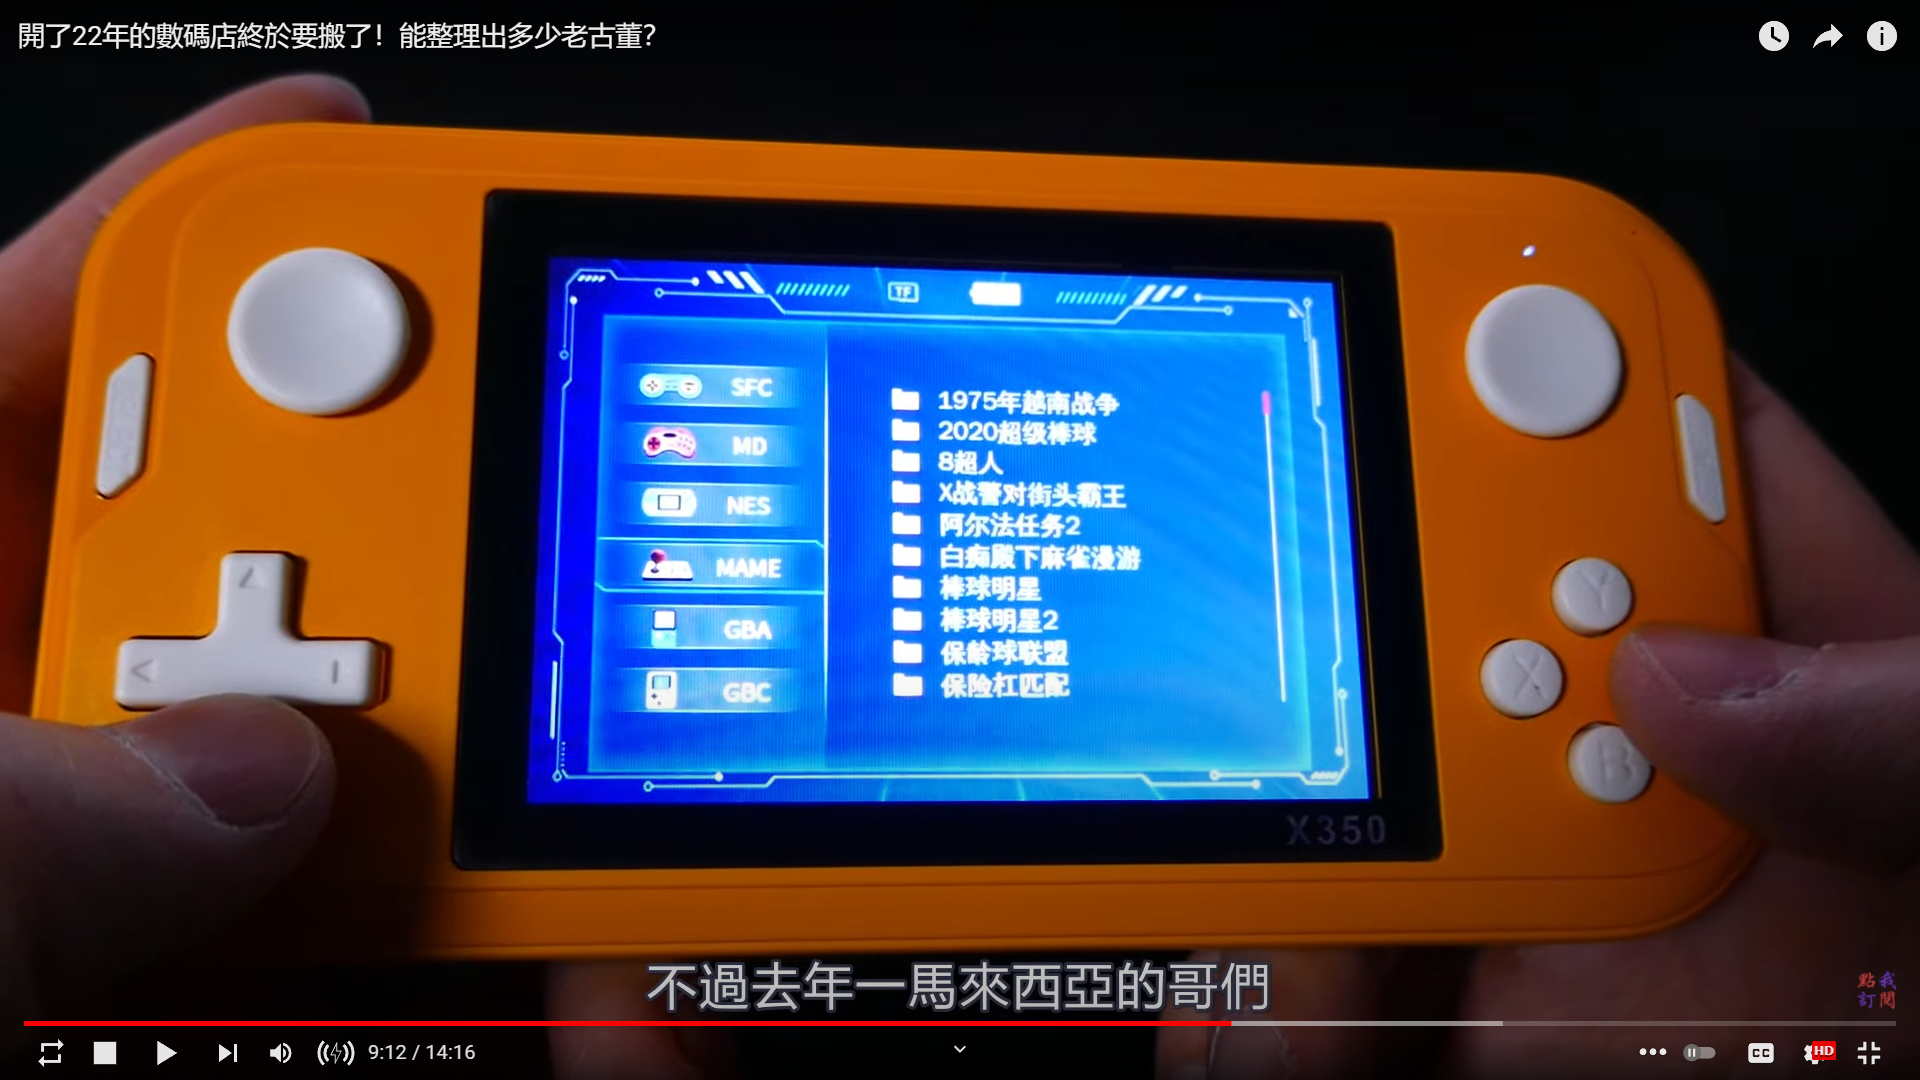 開了22年的數碼店終於要搬了！能整理出多少老古董？
TF
SFC
MD
NES
MAME
GBA
GBC
1975年越南战争
2020超级棒球
8超人
X战警对街头霸王
阿尔法任务2
白痴殿下麻雀漫游
棒球明星
棒球明星2
保龄球联盟
保险杠匹配
Y
X
B
X350
不過去年一馬來西亞的哥們
點我
訂閱
9:12 / 14:16
CC
HD